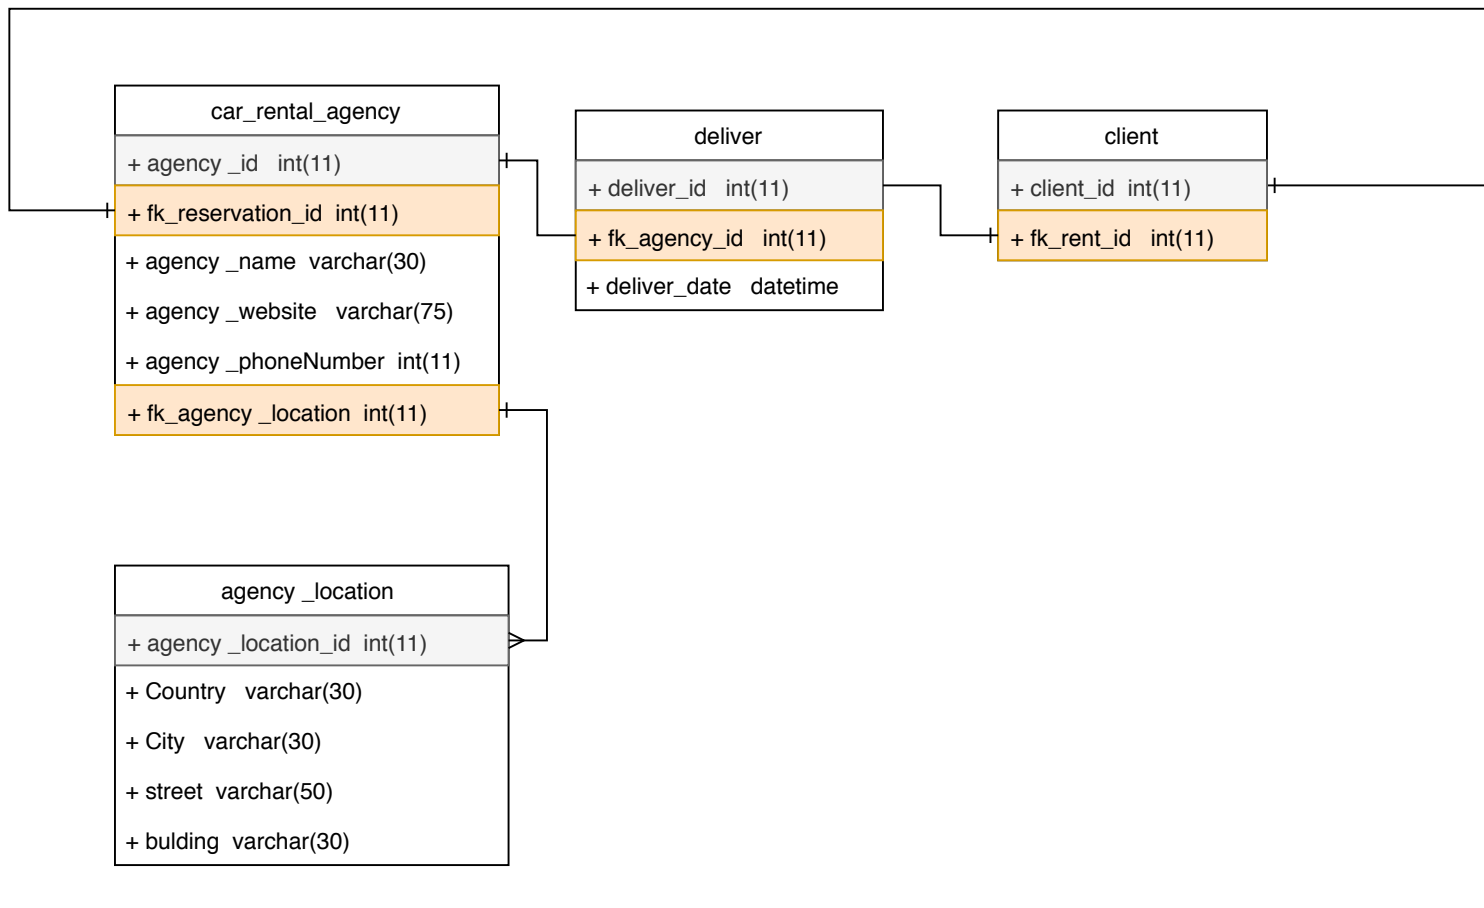 car_rental_agency
+ agency _id   int(11)
+ fk_reservation_id  int(11)
+ agency _name  varchar(30)
+ agency _website   varchar(75)
+ agency _phoneNumber  int(11)
+ fk_agency _location  int(11)
deliver
+ deliver_id   int(11)
+ fk_agency_id   int(11)
+ deliver_date   datetime
client
+ client_id  int(11)
+ fk_rent_id   int(11)
agency _location
+ agency _location_id  int(11)
+ Country   varchar(30)
+ City   varchar(30)
+ street  varchar(50)
+ bulding  varchar(30)